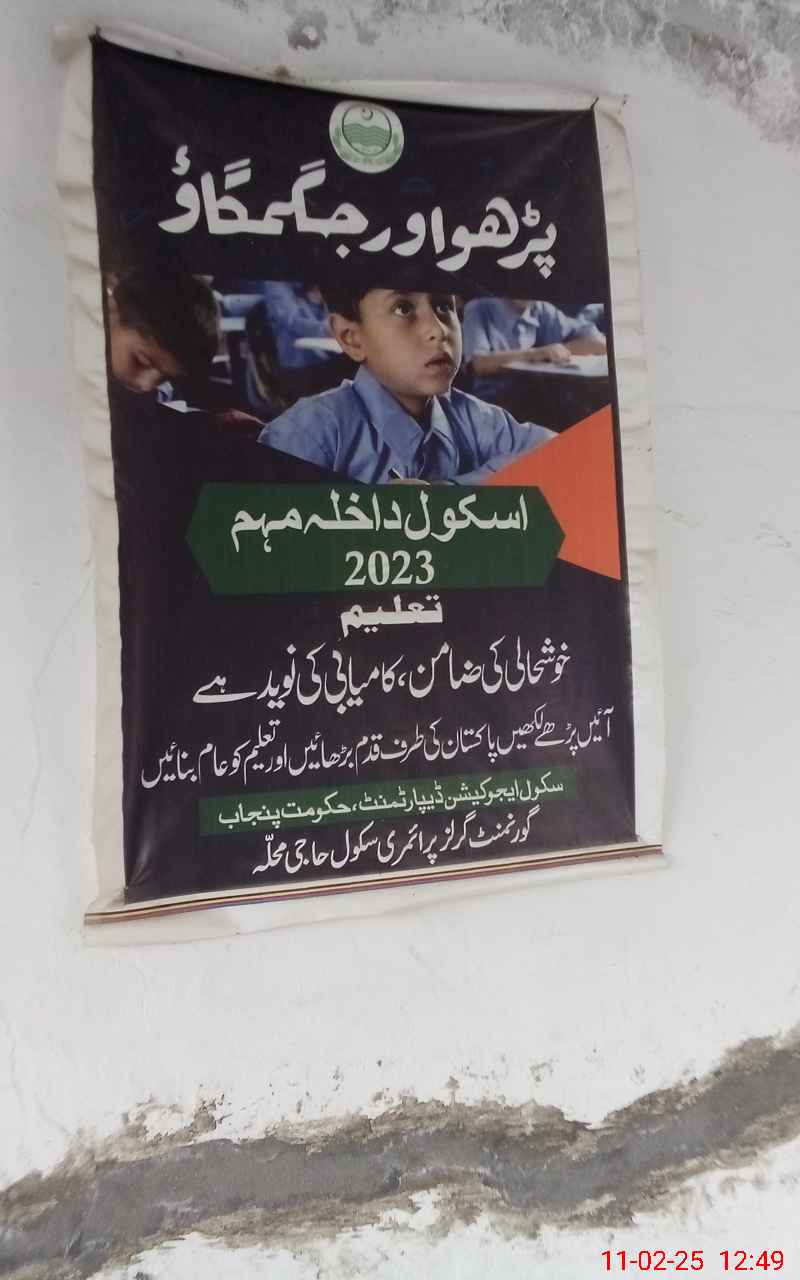 پڑھو اور جگمگاؤ
اسکول داخلہ مہم
2023
تعلیم
خوشحالی کی ضامن، کامیابی کی نوید ہے
آئیں پڑھے لکھیں پاکستان کی طرف قدم بڑھائیں اور تعلیم کو عام بنائیں
سکول ایجوکیشن ڈیپارٹمنٹ، حکومت پنجاب
گورنمنٹ گرلز پرائمری سکول حاجی محلّہ
11-02-25 12:49